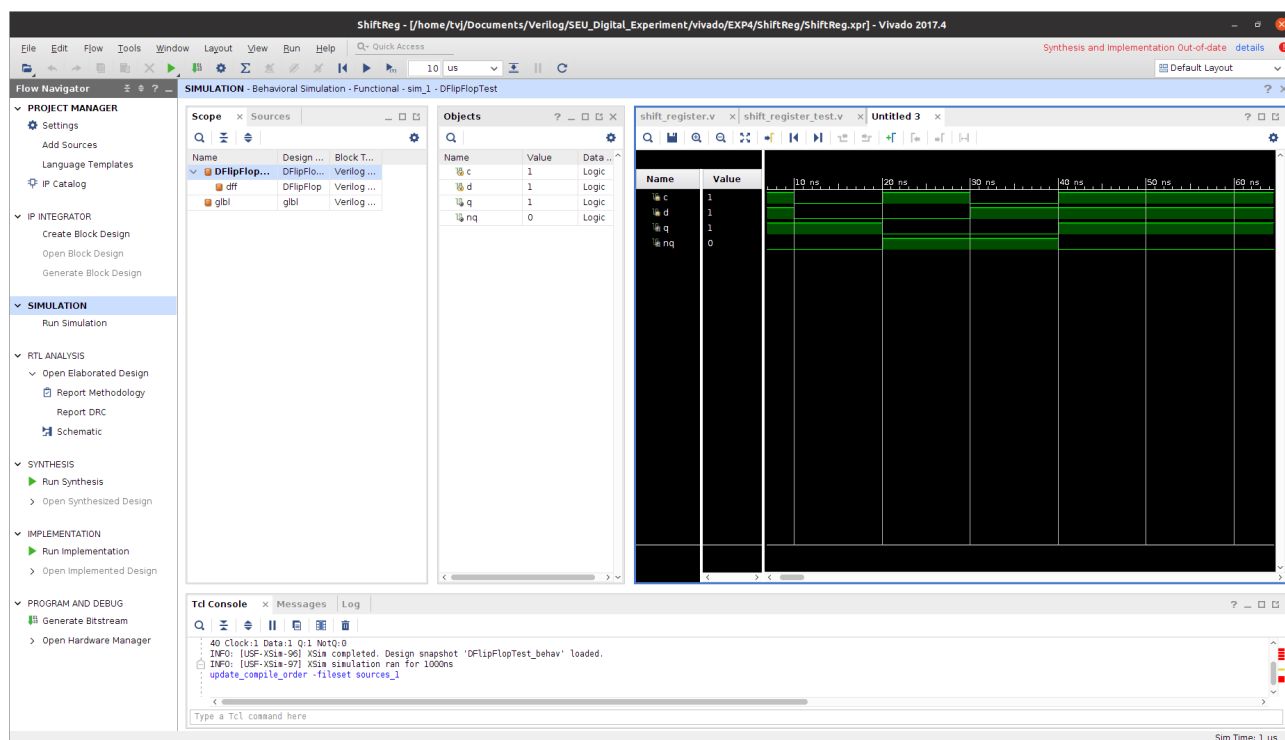 ShiftReg - [/home/tvj/Documents/Verilog/SEU_Digital_Experiment/vivado/EXP4/ShiftReg/ShiftReg.xpr] - Vivado 2017.4
File Edit Flow Tools Window Layout View Run Help Q- Quick Access
Synthesis and Implementation Out-of-date details
10 us
Default Layout
Flow Navigator
SIMULATION - Behavioral Simulation - Functional - sim_1 - DFlipFlopTest
PROJECT MANAGER
Settings
Add Sources
Language Templates
IP Catalog
IP INTEGRATOR
Create Block Design
Open Block Design
Generate Block Design
SIMULATION
Run Simulation
RTL ANALYSIS
Open Elaborated Design
Report Methodology
Report DRC
Schematic
SYNTHESIS
Run Synthesis
Open Synthesized Design
IMPLEMENTATION
Run Implementation
Open Implemented Design
PROGRAM AND DEBUG
Generate Bitstream
Open Hardware Manager
Scope Sources
Name Design ... Block T...
DFlipFlop... DFlipFlo... Verilog ...
dff DFlipFlop Verilog ...
glbl glbl Verilog ...
Objects
Name Value Data ...
c 1 Logic
d 1 Logic
q 1 Logic
nq 0 Logic
shift_register.v shift_register_test.v Untitled 3
Name Value
10 ns 20 ns 30 ns 40 ns 50 ns 60 ns
c 1
d 1
q 1
nq 0
Tcl Console Messages Log
40 Clock:1 Data:1 Q:1 NotQ:0
INFO: [USF-XSim-96] XSim completed. Design snapshot 'DFlipFlopTest_behav' loaded.
INFO: [USF-XSim-97] XSim simulation ran for 1000ns
update_compile_order -fileset sources_1
Type a Tcl command here
Sim Time: 1 us